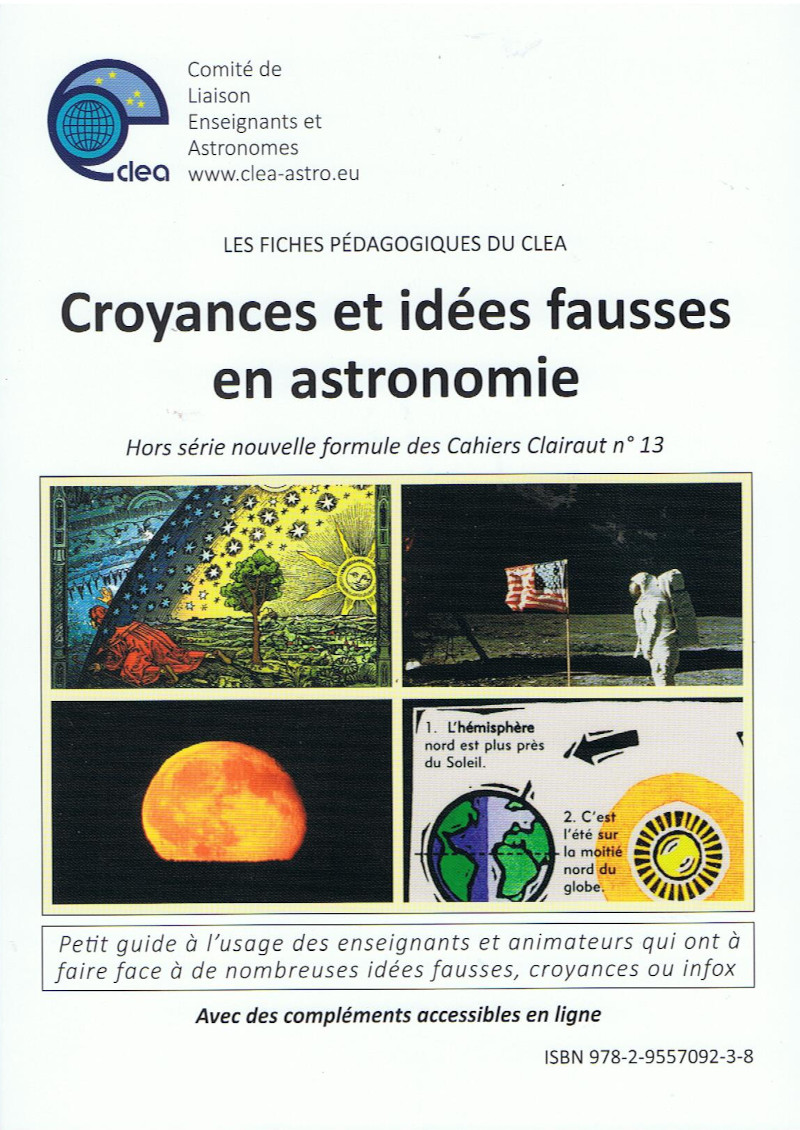 Comité de
Liaison
Enseignants et
Astronomes
www.clea-astro.eu
clea
LES FICHES PÉDAGOGIQUES DU CLEA
Croyances et idées fausses
en astronomie
Hors série nouvelle formule des Cahiers Clairaut n° 13
1. L'hémisphère
nord est plus près
du Soleil.
2. C'est
l'été sur
la moitié
nord du
globe.
Petit guide à l'usage des enseignants et animateurs qui ont à
faire face à de nombreuses idées fausses, croyances ou infox
Avec des compléments accessibles en ligne
ISBN 978-2-9557092-3-8